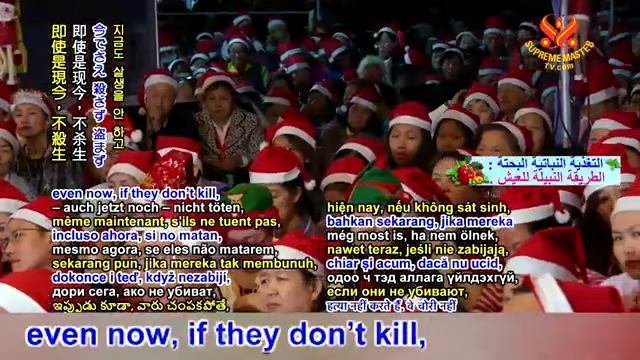 SUPREME MASTER
TV.com
지금도 살생을 안 하고
今でさえ 殺さず 盗まず
即使是现今，不杀生
即使是現今，不殺生
التغذية النباتية البحتة :
الطريقة النبيلة للعيش .
even now, if they don't kill,
– auch jetzt noch – nicht töten,
même maintenant, s'ils ne tuent pas,
incluso ahora, si no matan,
mesmo agora, se eles não matarem,
sekarang pun, jika mereka tak membunuh,
dokonce i teď, když nezabijí,
дори сега, ако не убиват,
ఇప్పుడు కూడా, వారు చంపకపోతే,
hiện nay, nếu không sát sinh,
bahkan sekarang, jika mereka
még most is, ha nem ölnek,
nawet teraz, jeśli nie zabijają,
chiar şi acum, dacă nu ucid,
одоо ч тэд аллага үйлдэхгүй,
если они не убивают,
हत्या नहीं करते हैं, वे चोरी नहीं
even now, if they don't kill,